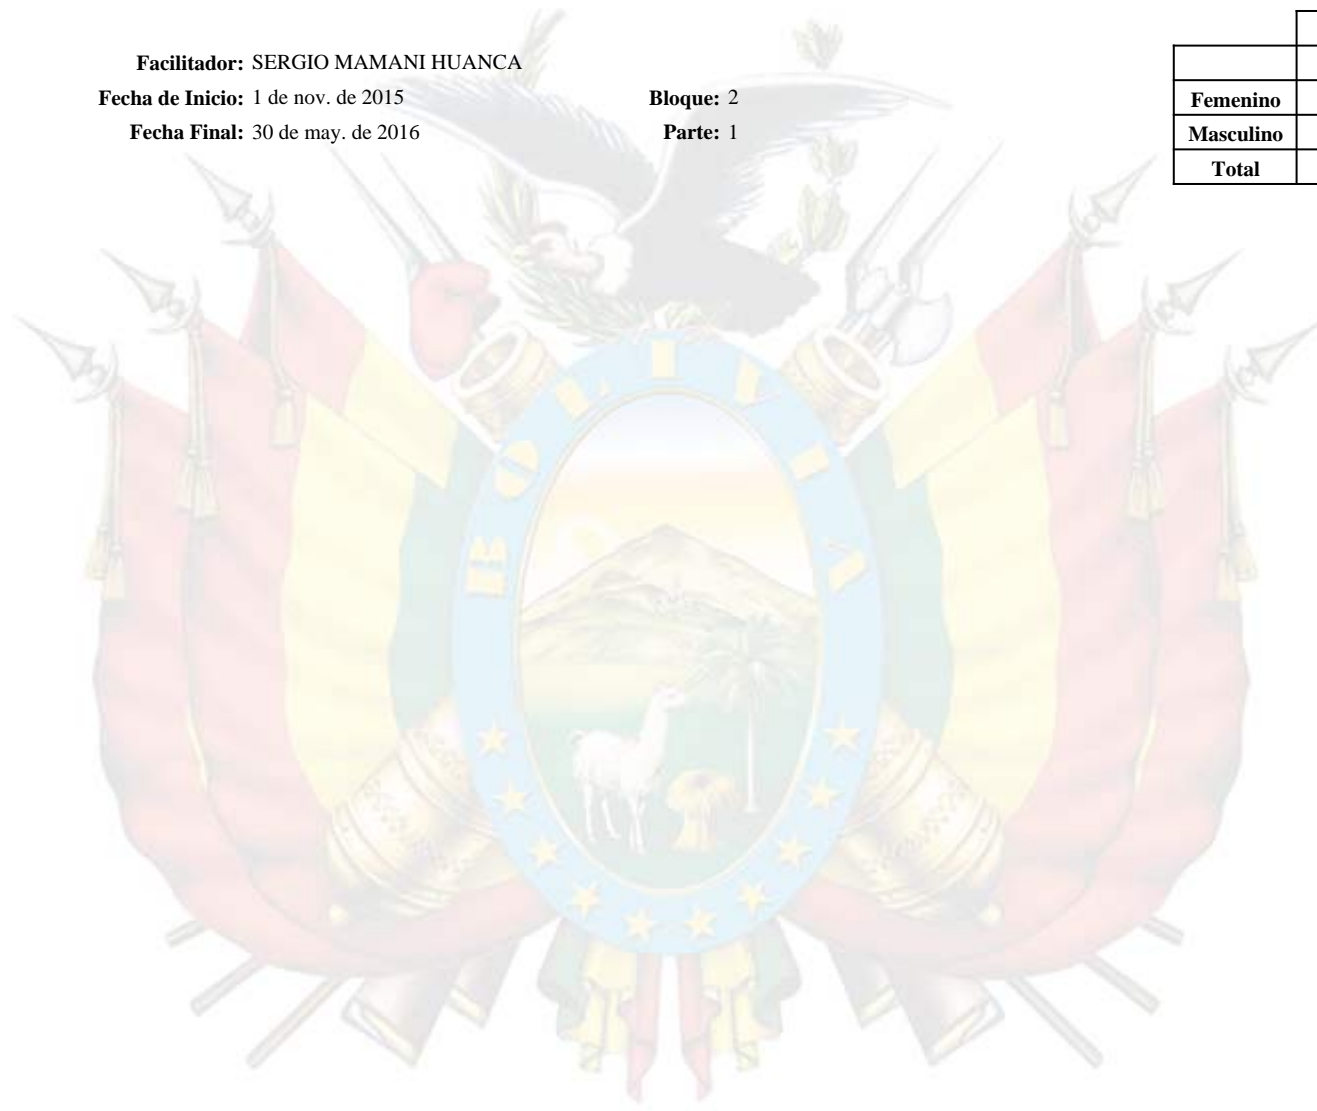 Facilitador: SERGIO MAMANI HUANCA
Fecha de Inicio: 1 de nov. de 2015 Bloque: 2
Fecha Final: 30 de may. de 2016 Parte: 1
Femenino
Masculino
Total
BOLIVIA